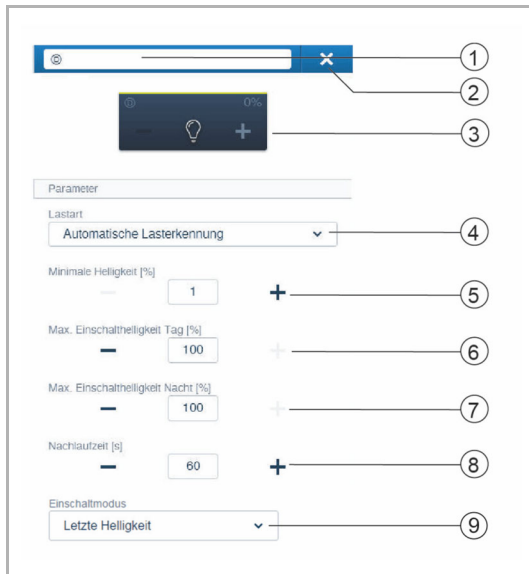 1
2
0%
3
Parameter
Lastart
Automatische Lasterkennung
4
Minimale Helligkeit [%]
1
5
Max. Einschalthelligkeit Tag [%]
100
6
Max. Einschalthelligkeit Nacht [%]
100
7
Nachlaufzeit [s]
60
8
Einschaltmodus
Letzte Helligkeit
9